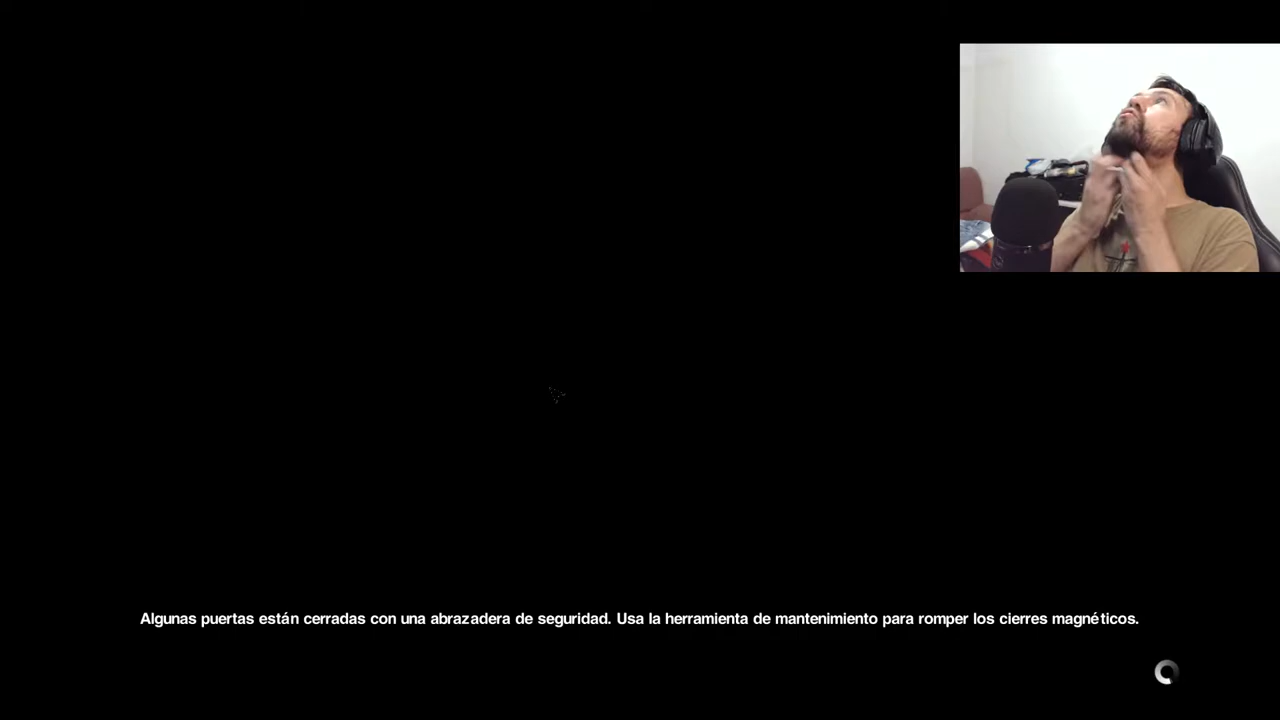 Algunas puertas están cerradas con una abrazadera de seguridad. Usa la herramienta de mantenimiento para romper los cierres magnéticos.